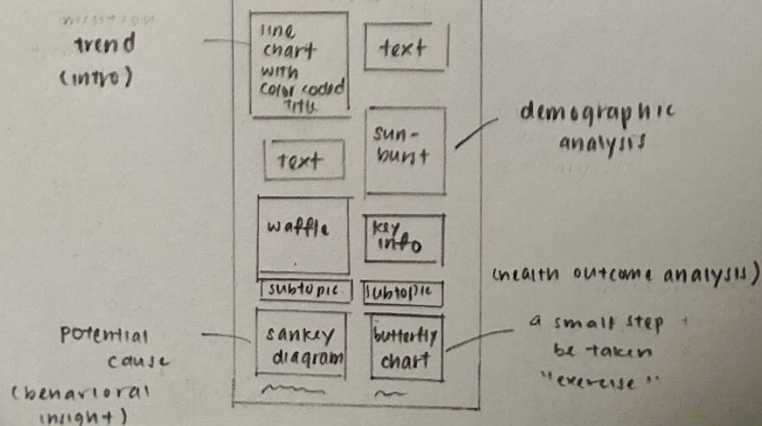 trend
(intro)
line
chart
with
color coded
title
text
demographic
analysis
sun-
burst
text
waffle
key
info
(health outcome analysis)
subtopic
subtopic
potential
cause
(behavioral
insight)
sankey
diagram
butterfly
chart
a small step
be taken
"exercise"